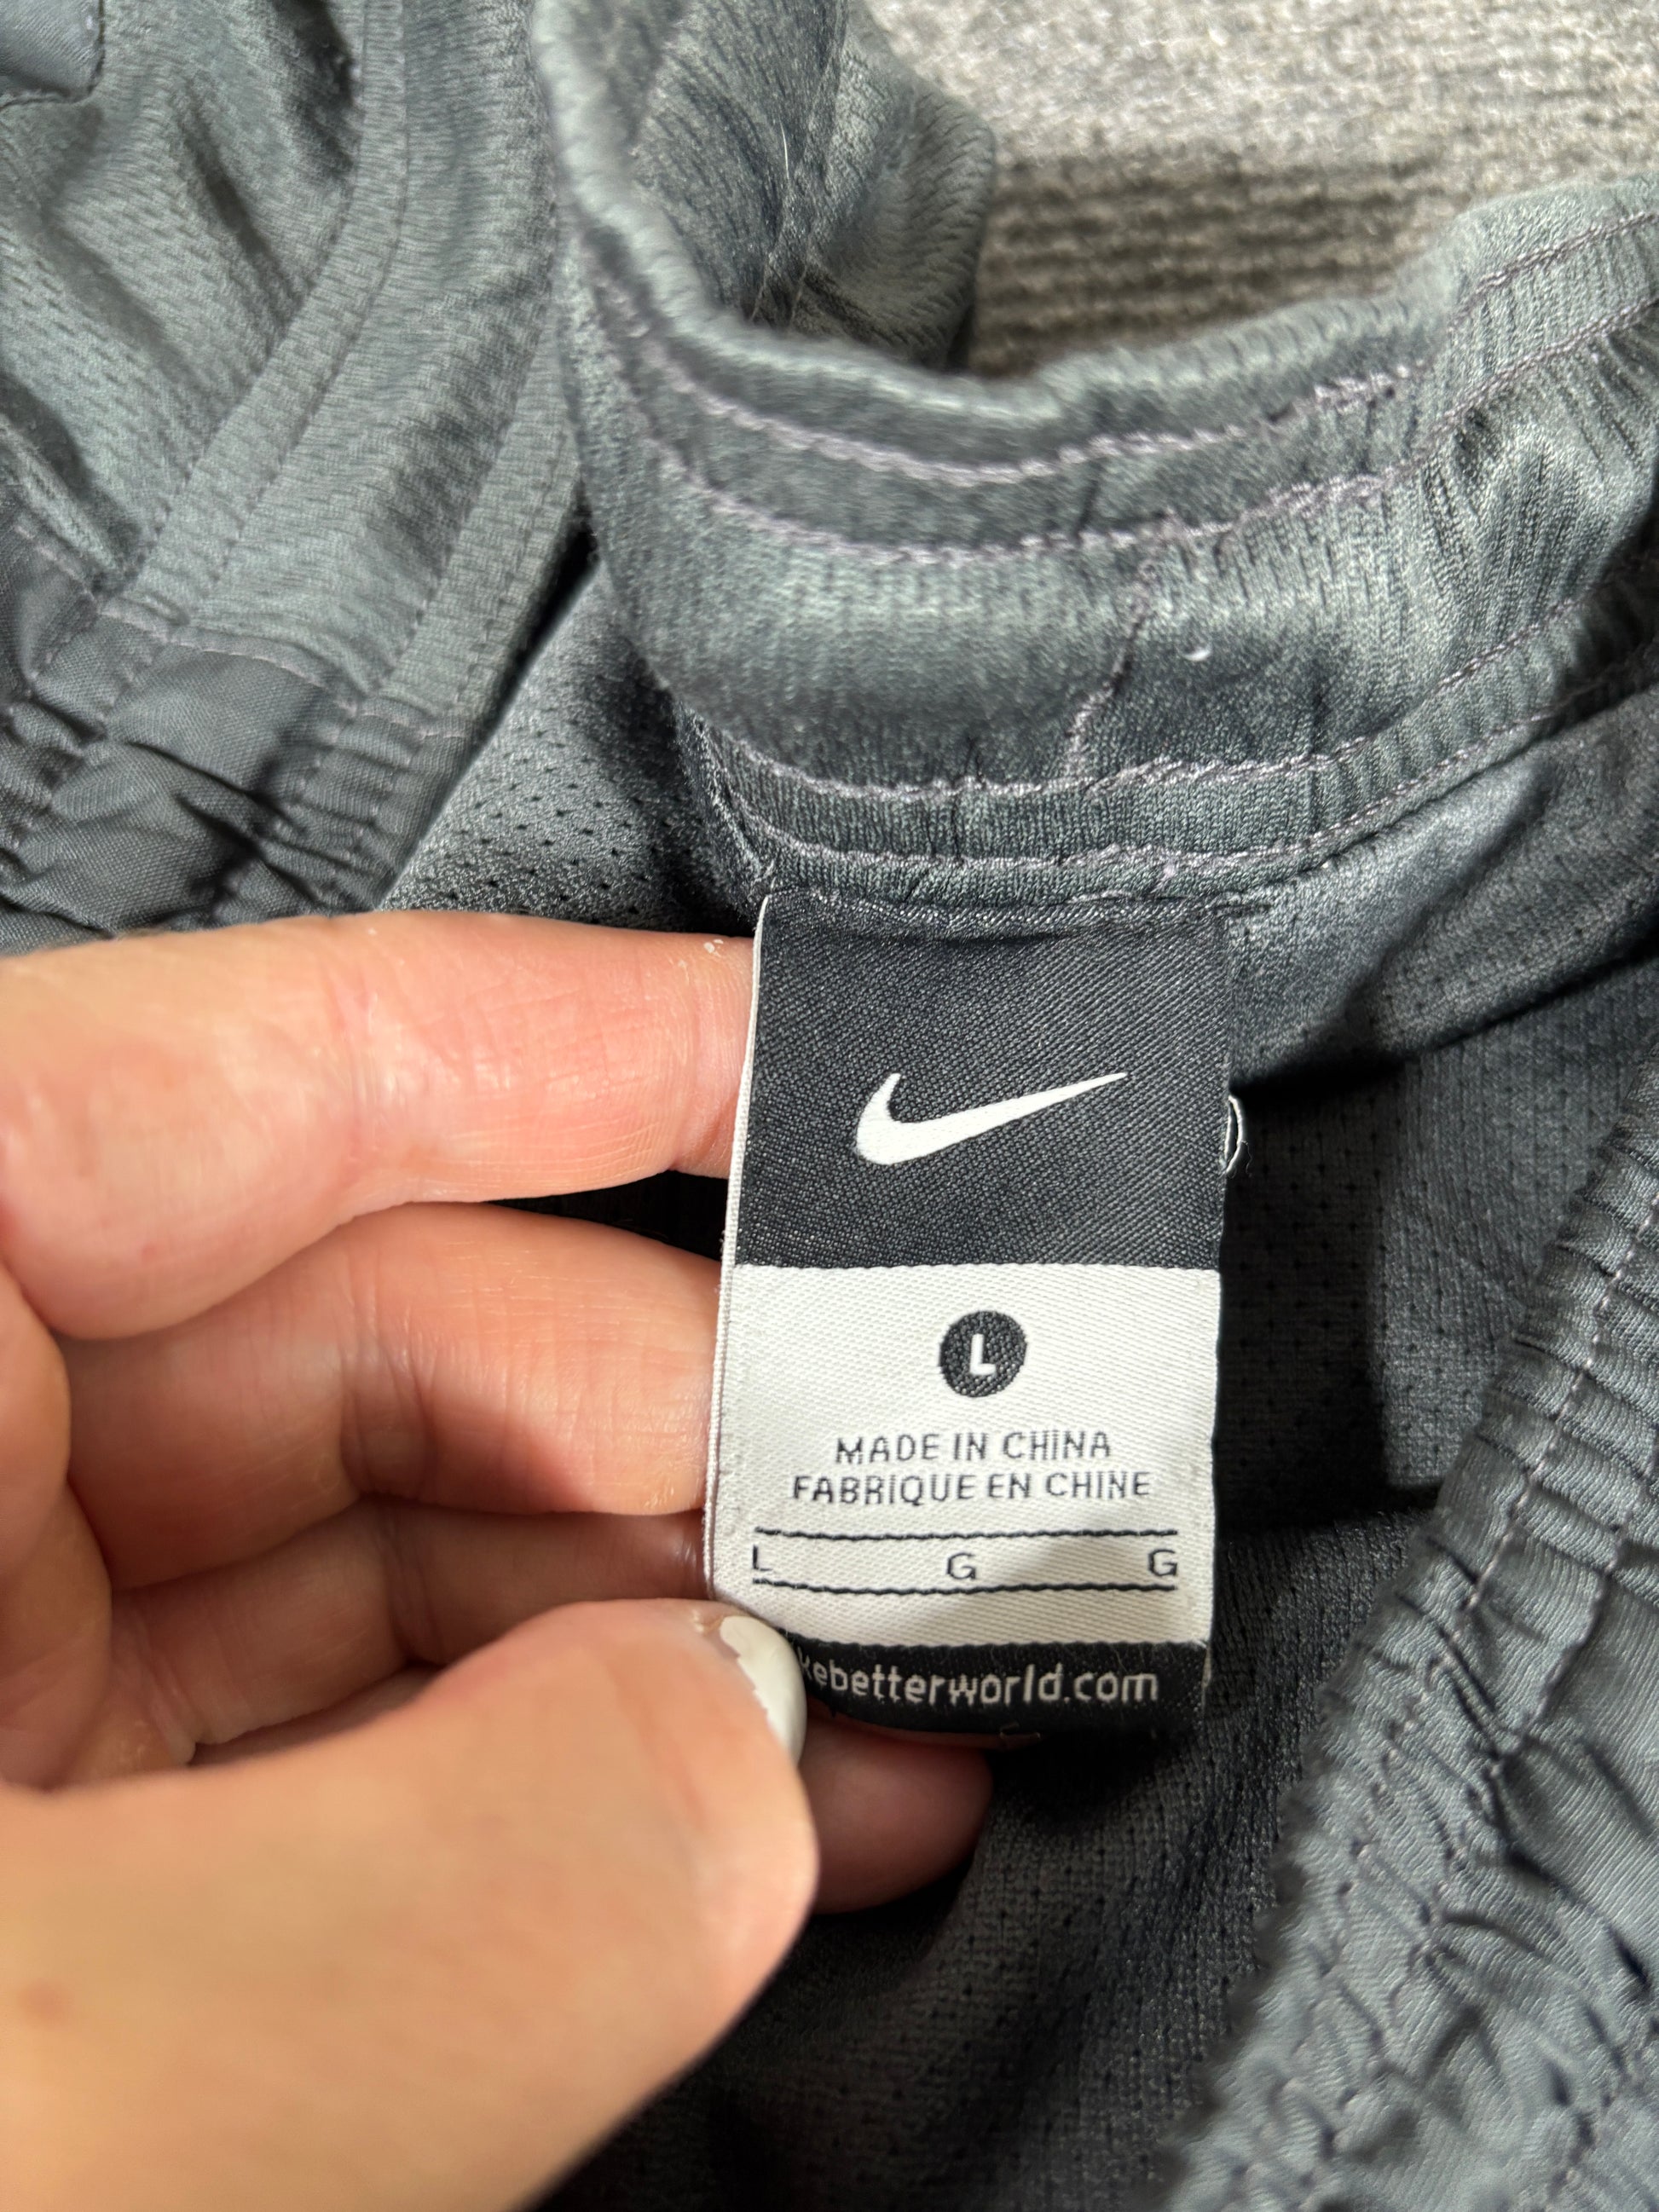 L
MADE IN CHINA
FABRIQUE EN CHINE
L G G
kebetterworld.com